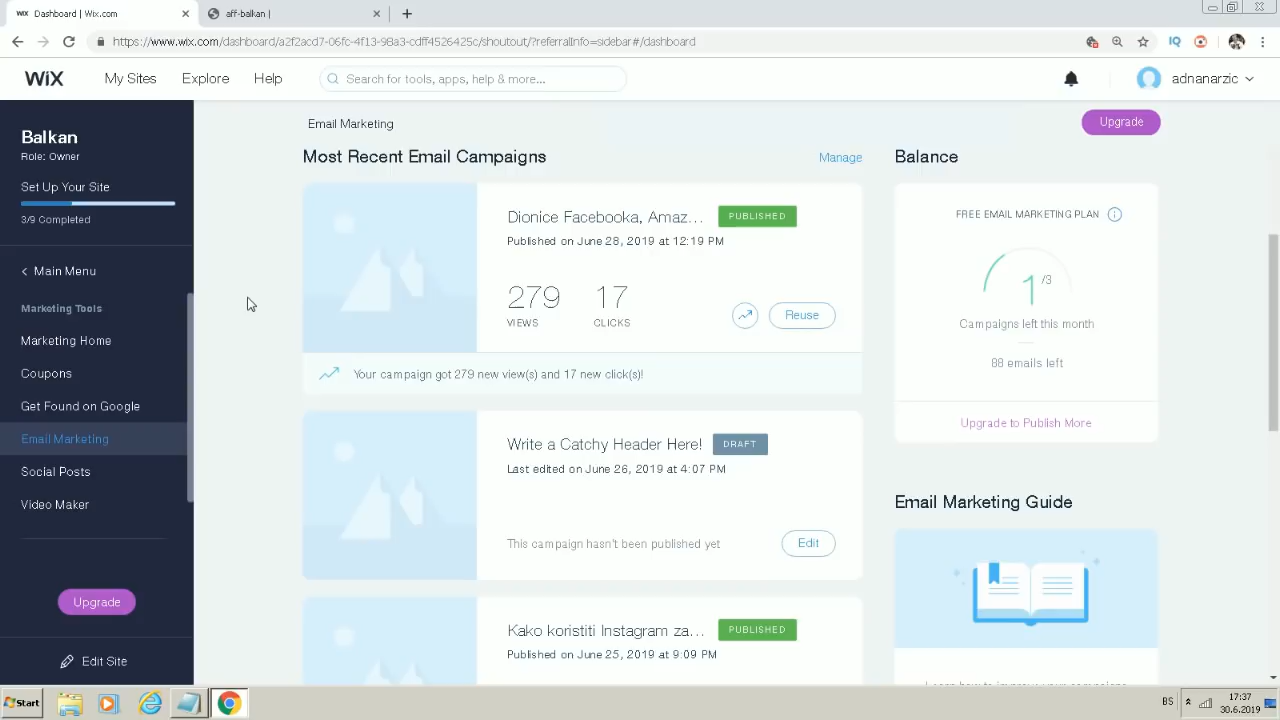 WiX Dashboard | Wix.com
aff-balkan |
https://www.wix.com/dashboard/a2f2acd7-06fc-4f13-98a3-cdff4526425c/shoutout/?referralInfo=sidebar#/dashboard
IQ
WiX
My Sites
Explore
Help
Search for tools, apps, help & more...
adnanarzic
Balkan
Role: Owner
Set Up Your Site
3/9 Completed
Main Menu
Marketing Tools
Marketing Home
Coupons
Get Found on Google
Email Marketing
Social Posts
Video Maker
Upgrade
Edit Site
Email Marketing
Upgrade
Most Recent Email Campaigns
Manage
Dionice Facebooka, Amaz...
PUBLISHED
Published on June 28, 2019 at 12:19 PM
279
17
VIEWS
CLICKS
Reuse
Your campaign got 279 new view(s) and 17 new click(s)!
Write a Catchy Header Here!
DRAFT
Last edited on June 26, 2019 at 4:07 PM
This campaign hasn't been published yet
Edit
Kako koristiti Instagram za...
PUBLISHED
Published on June 25, 2019 at 9:09 PM
Balance
FREE EMAIL MARKETING PLAN
1/3
Campaigns left this month
88 emails left
Upgrade to Publish More
Email Marketing Guide
Start
BS
17:37
30.6.2019